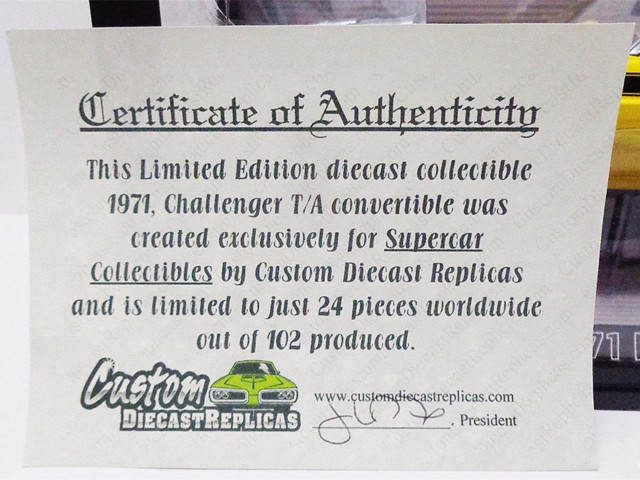 Certificate of Authenticity
This Limited Edition diecast collectible
1971, Challenger T/A convertible was
created exclusively for Supercar
Collectibles by Custom Diecast Replicas
and is limited to just 24 pieces worldwide
out of 102 produced.
Custom
DIECASTREPLICAS
www.customdiecastreplicas.com
, President
71